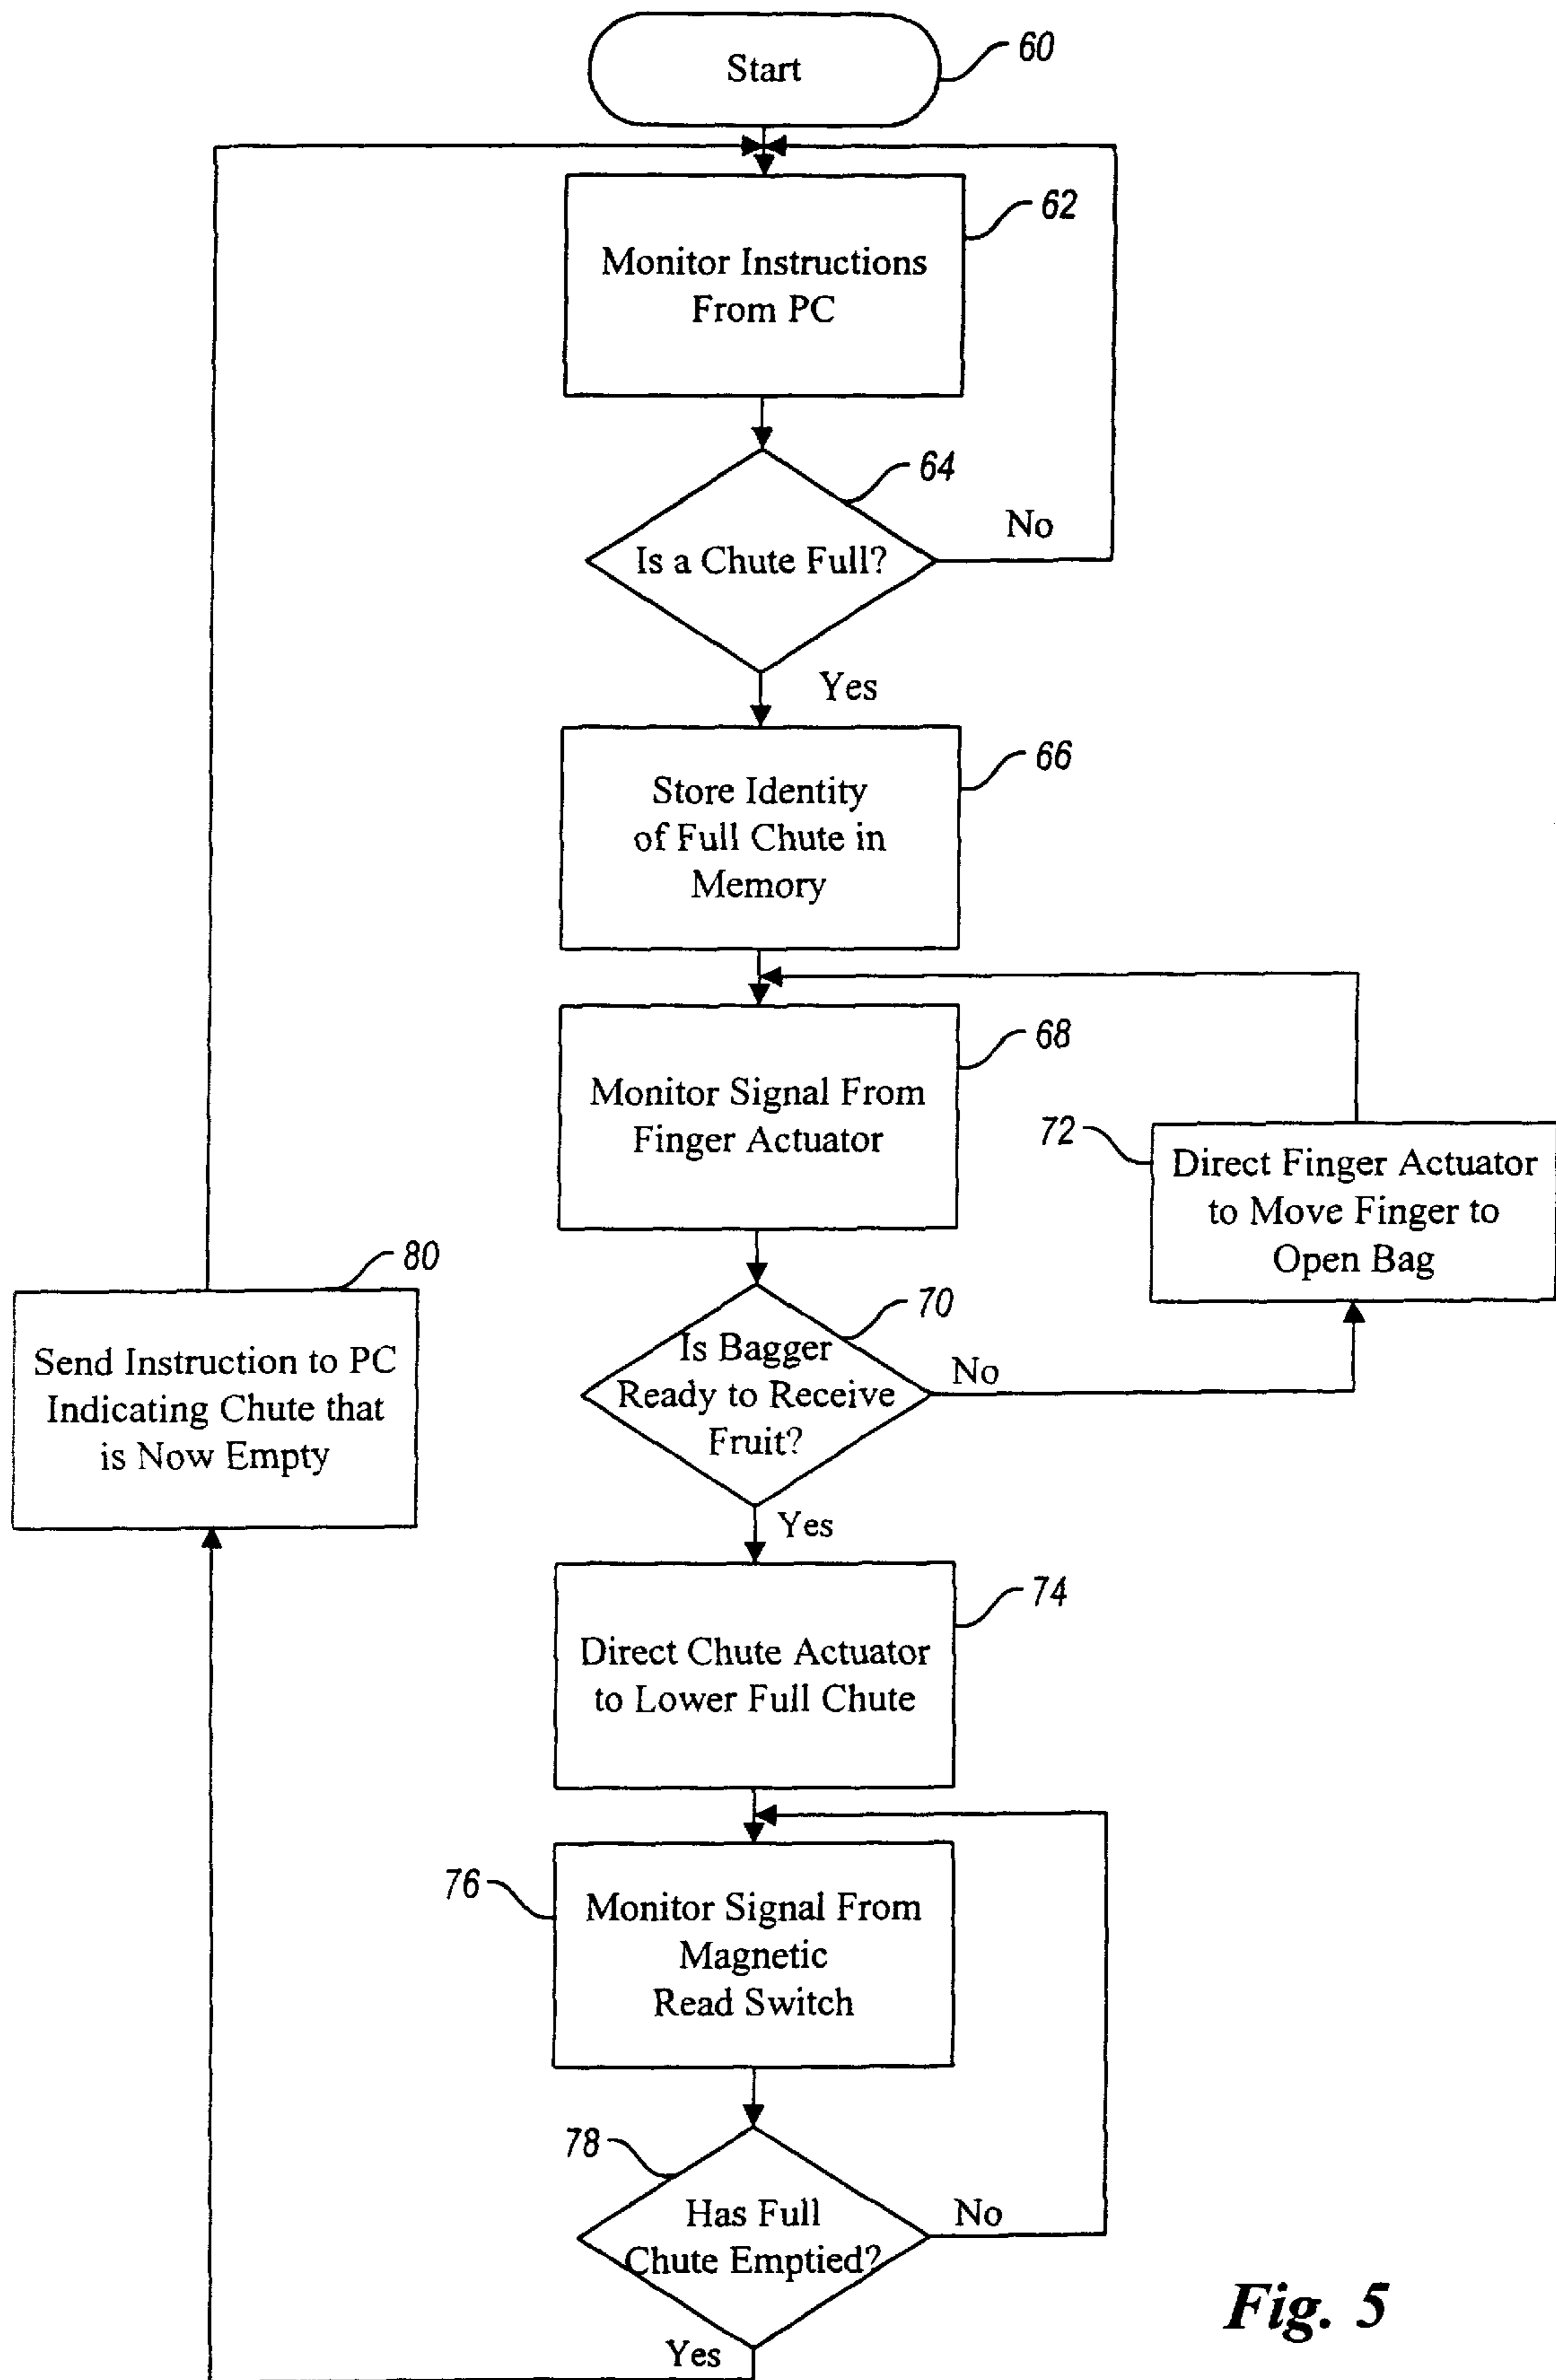 Start
60
Monitor Instructions
From PC
62
Is a Chute Full?
64
No
Yes
Store Identity
of Full Chute in
Memory
66
Monitor Signal From
Finger Actuator
68
72
Direct Finger Actuator
to Move Finger to
Open Bag
80
Send Instruction to PC
Indicating Chute that
is Now Empty
70
Is Bagger
Ready to Receive
Fruit?
No
Yes
Direct Chute Actuator
to Lower Full Chute
74
76
Monitor Signal From
Magnetic
Read Switch
78
Has Full
Chute Emptied?
No
Yes
Fig. 5